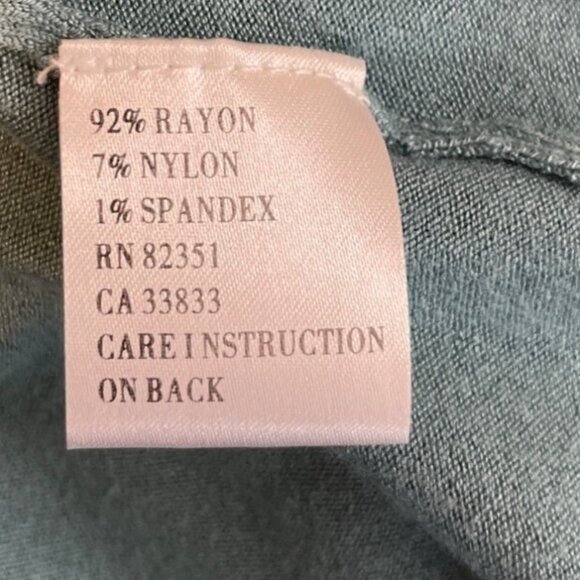 92% RAYON
7% NYLON
1% SPANDEX
RN 82351
CA 33833
CARE INSTRUCTION
ON BACK